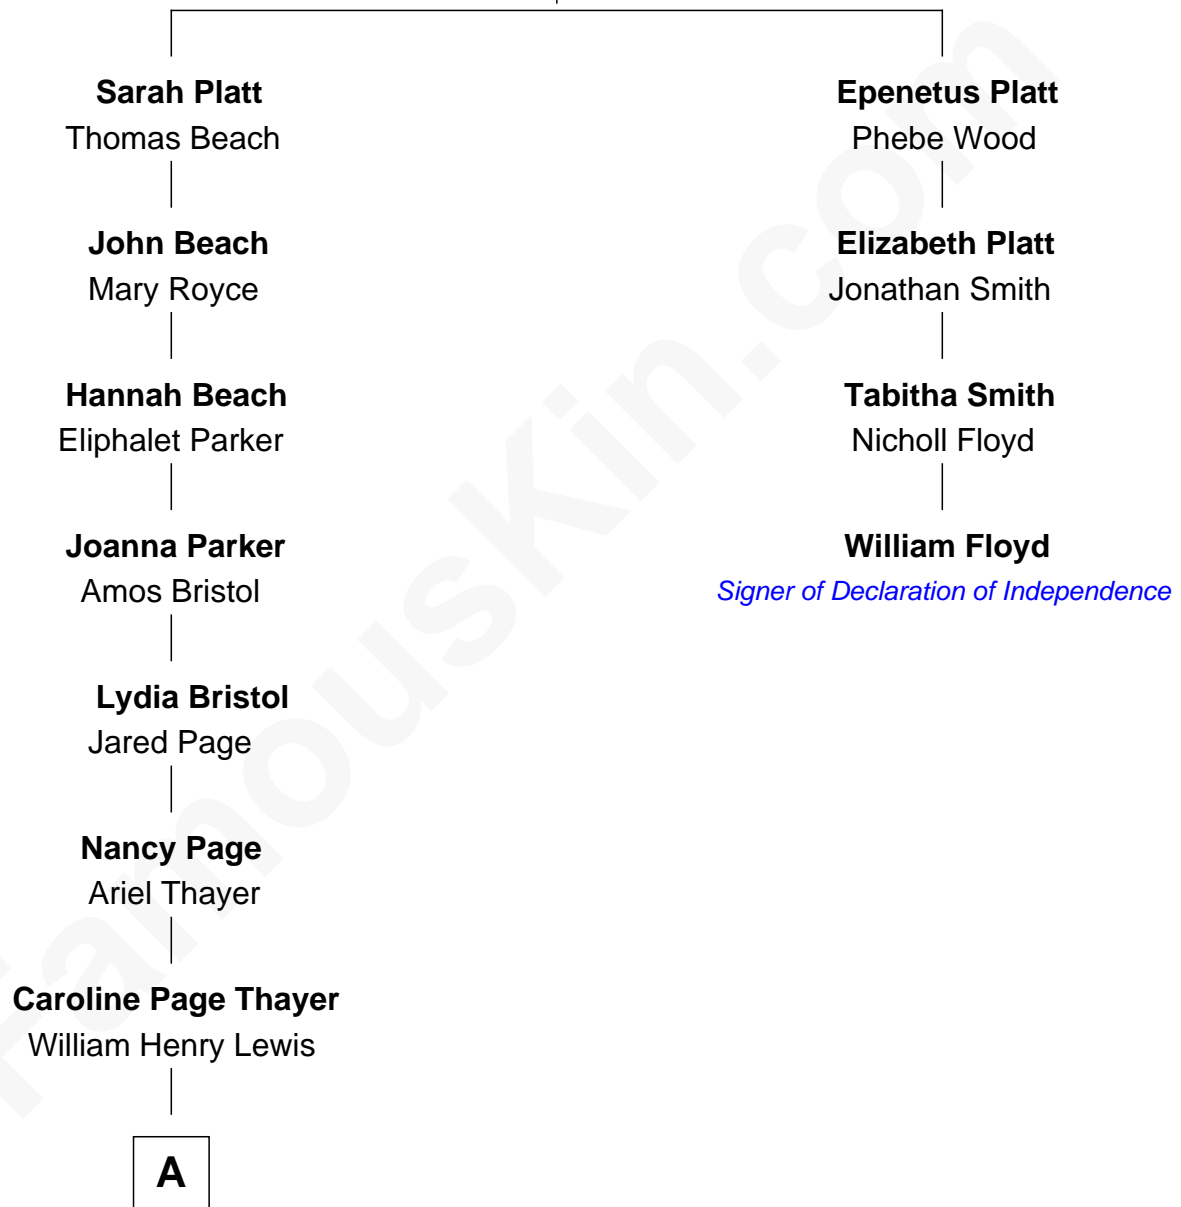 Sarah Platt
Thomas Beach
Epenetus Platt
Phebe Wood
John Beach
Mary Royce
Elizabeth Platt
Jonathan Smith
Hannah Beach
Eliphalet Parker
Tabitha Smith
Nicholl Floyd
Joanna Parker
Amos Bristol
William Floyd
Signer of Declaration of Independence
Lydia Bristol
Jared Page
Nancy Page
Ariel Thayer
Caroline Page Thayer
William Henry Lewis
A
FamousKin.com